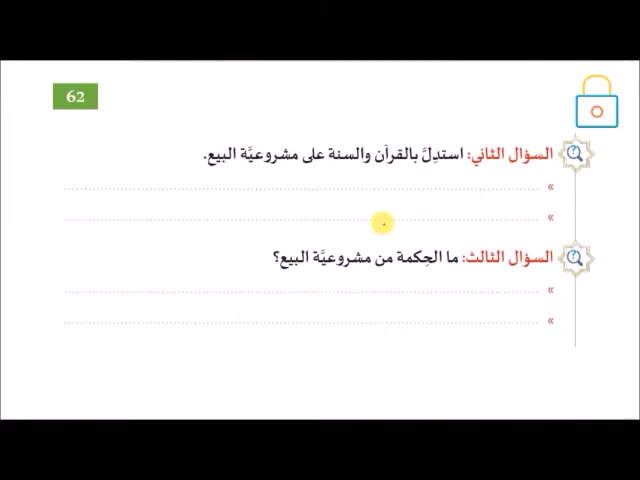 62
السؤال الثاني: استدِلَّ بالقرآن والسنة على مشروعيَّة البيع.
السؤال الثالث: ما الحِكمة من مشروعيَّة البيع؟